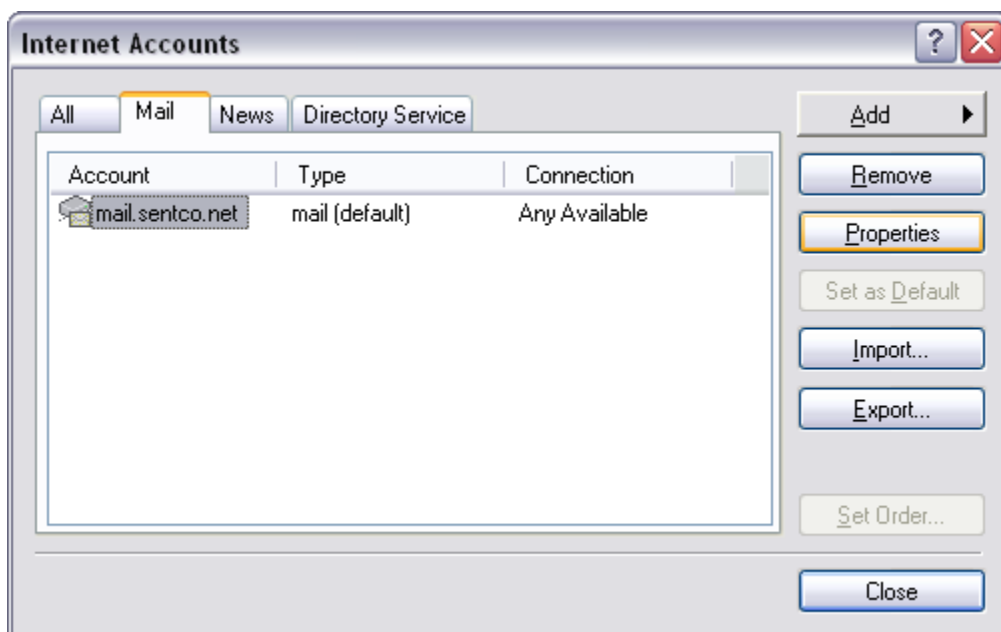 Internet Accounts
All Mail News Directory Service
Add
Account Type Connection
Remove
mail.sentco.net mail (default) Any Available
Properties
Set as Default
Import...
Export...
Set Order...
Close